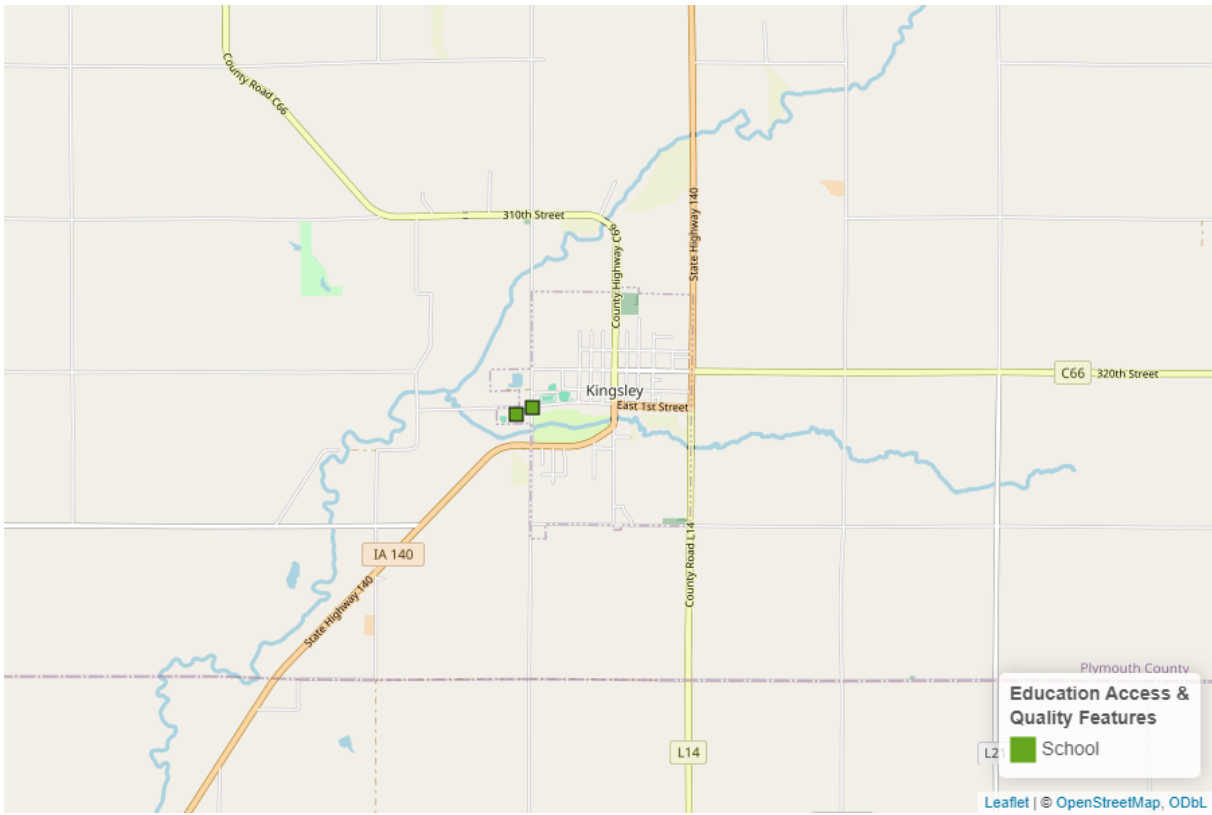 County Road C66
310th Street
County Highway C66
State Highway 140
Kingsley
East 1st Street
C66
320th Street
IA 140
State Highway 140
County Road L14
Plymouth County
L14
L21
Education Access &
Quality Features
School
Leaflet | © OpenStreetMap, ODbL